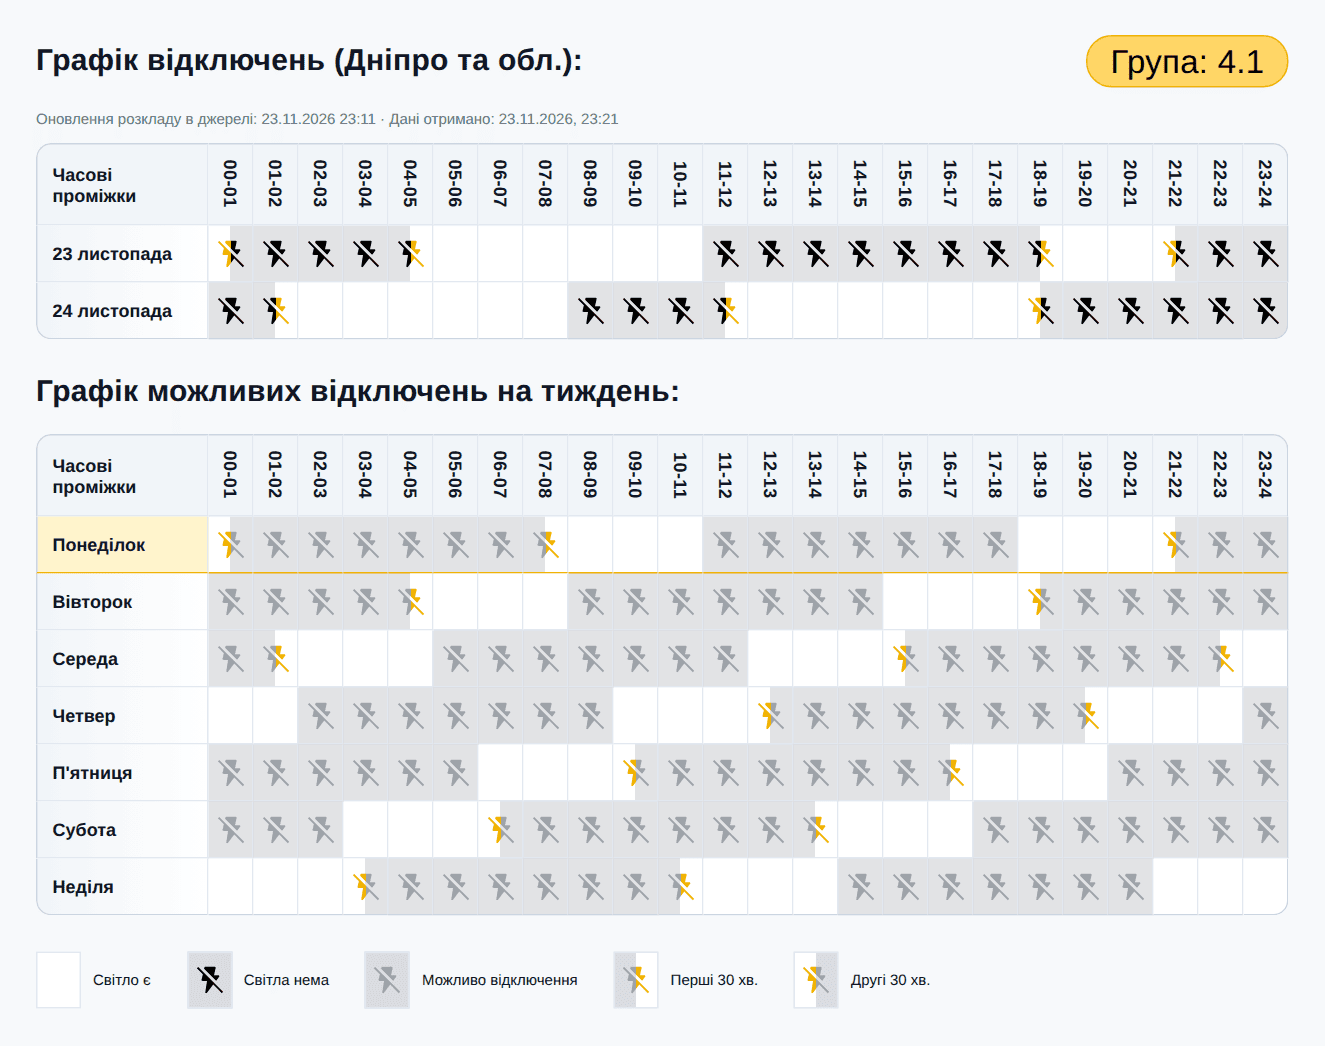 Графік відключень (Дніпро та обл.):
Група: 4.1
Оновлення розкладу в джерелі: 23.11.2026 23:11 · Дані отримано: 23.11.2026, 23:21
Часові
проміжки
00-01 01-02 02-03 03-04 04-05 05-06 06-07 07-08 08-09 09-10 10-11 11-12 12-13 13-14 14-15 15-16 16-17 17-18 18-19 19-20 20-21 21-22 22-23 23-24
23 листопада
24 листопада
Графік можливих відключень на тиждень:
Часові
проміжки
00-01 01-02 02-03 03-04 04-05 05-06 06-07 07-08 08-09 09-10 10-11 11-12 12-13 13-14 14-15 15-16 16-17 17-18 18-19 19-20 20-21 21-22 22-23 23-24
Понеділок
Вівторок
Середа
Четвер
П'ятниця
Субота
Неділя
Світло є
Світла нема
Можливо відключення
Перші 30 хв.
Другі 30 хв.